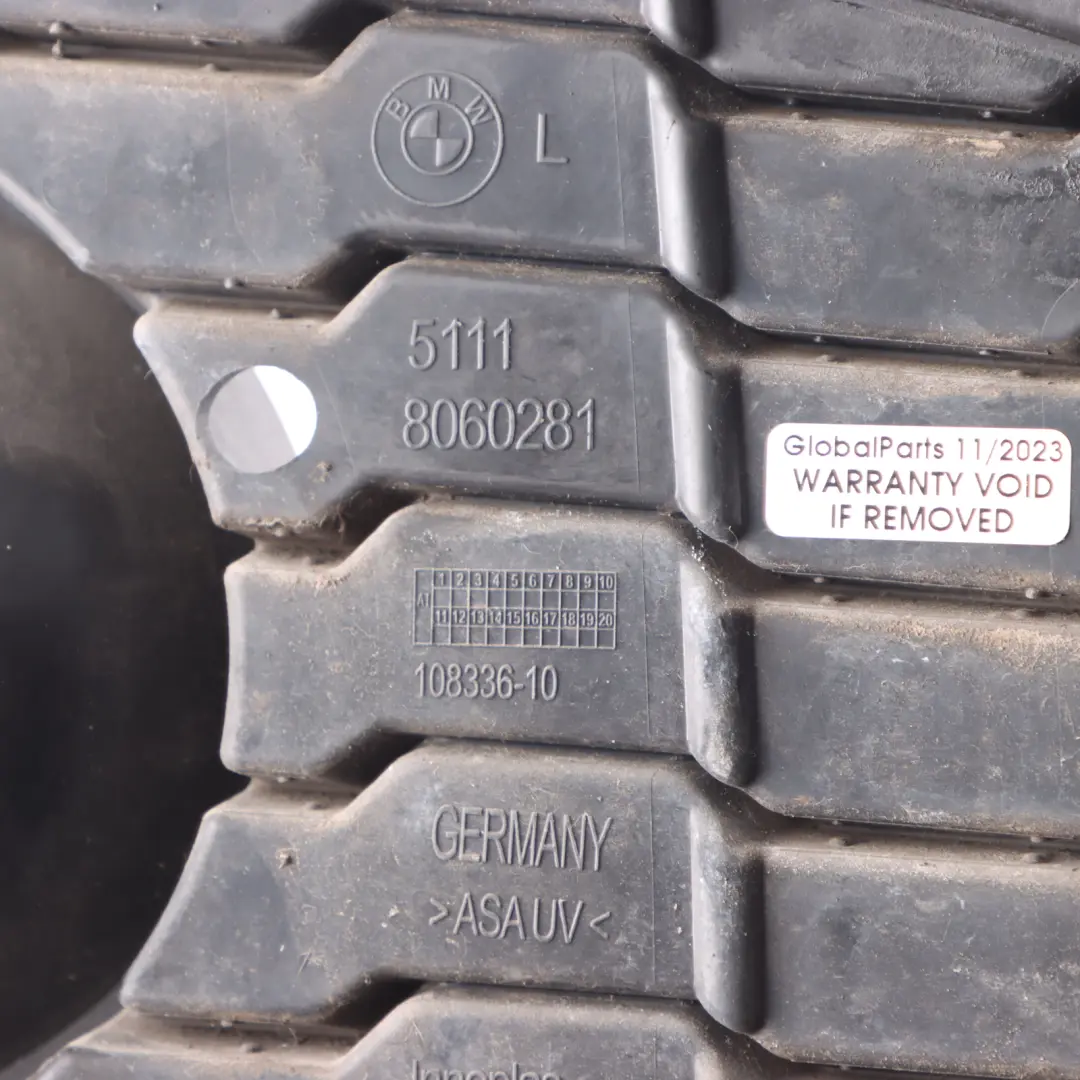 BMW L
5111
8060281
GlobalParts 11/2023
WARRANTY VOID
IF REMOVED
A1 1 2 3 4 5 6 7 8 9 10
11 12 13 14 15 16 17 18 19 20
108336-10
GERMANY
>ASA UV<